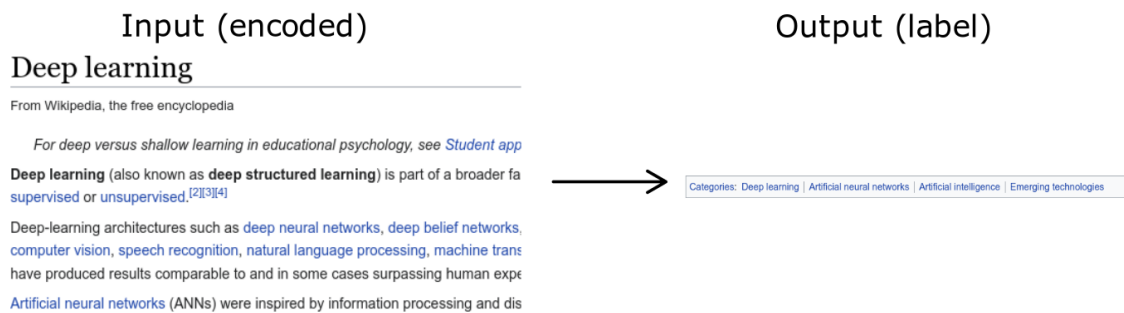 Input (encoded)
Output (label)
Deep learning
From Wikipedia, the free encyclopedia
For deep versus shallow learning in educational psychology, see Student app
Deep learning (also known as deep structured learning) is part of a broader fa
supervised or unsupervised.[2][3][4]
Deep-learning architectures such as deep neural networks, deep belief networks,
computer vision, speech recognition, natural language processing, machine trans
have produced results comparable to and in some cases surpassing human expe
Artificial neural networks (ANNs) were inspired by information processing and dis
Categories: Deep learning | Artificial neural networks | Artificial intelligence | Emerging technologies